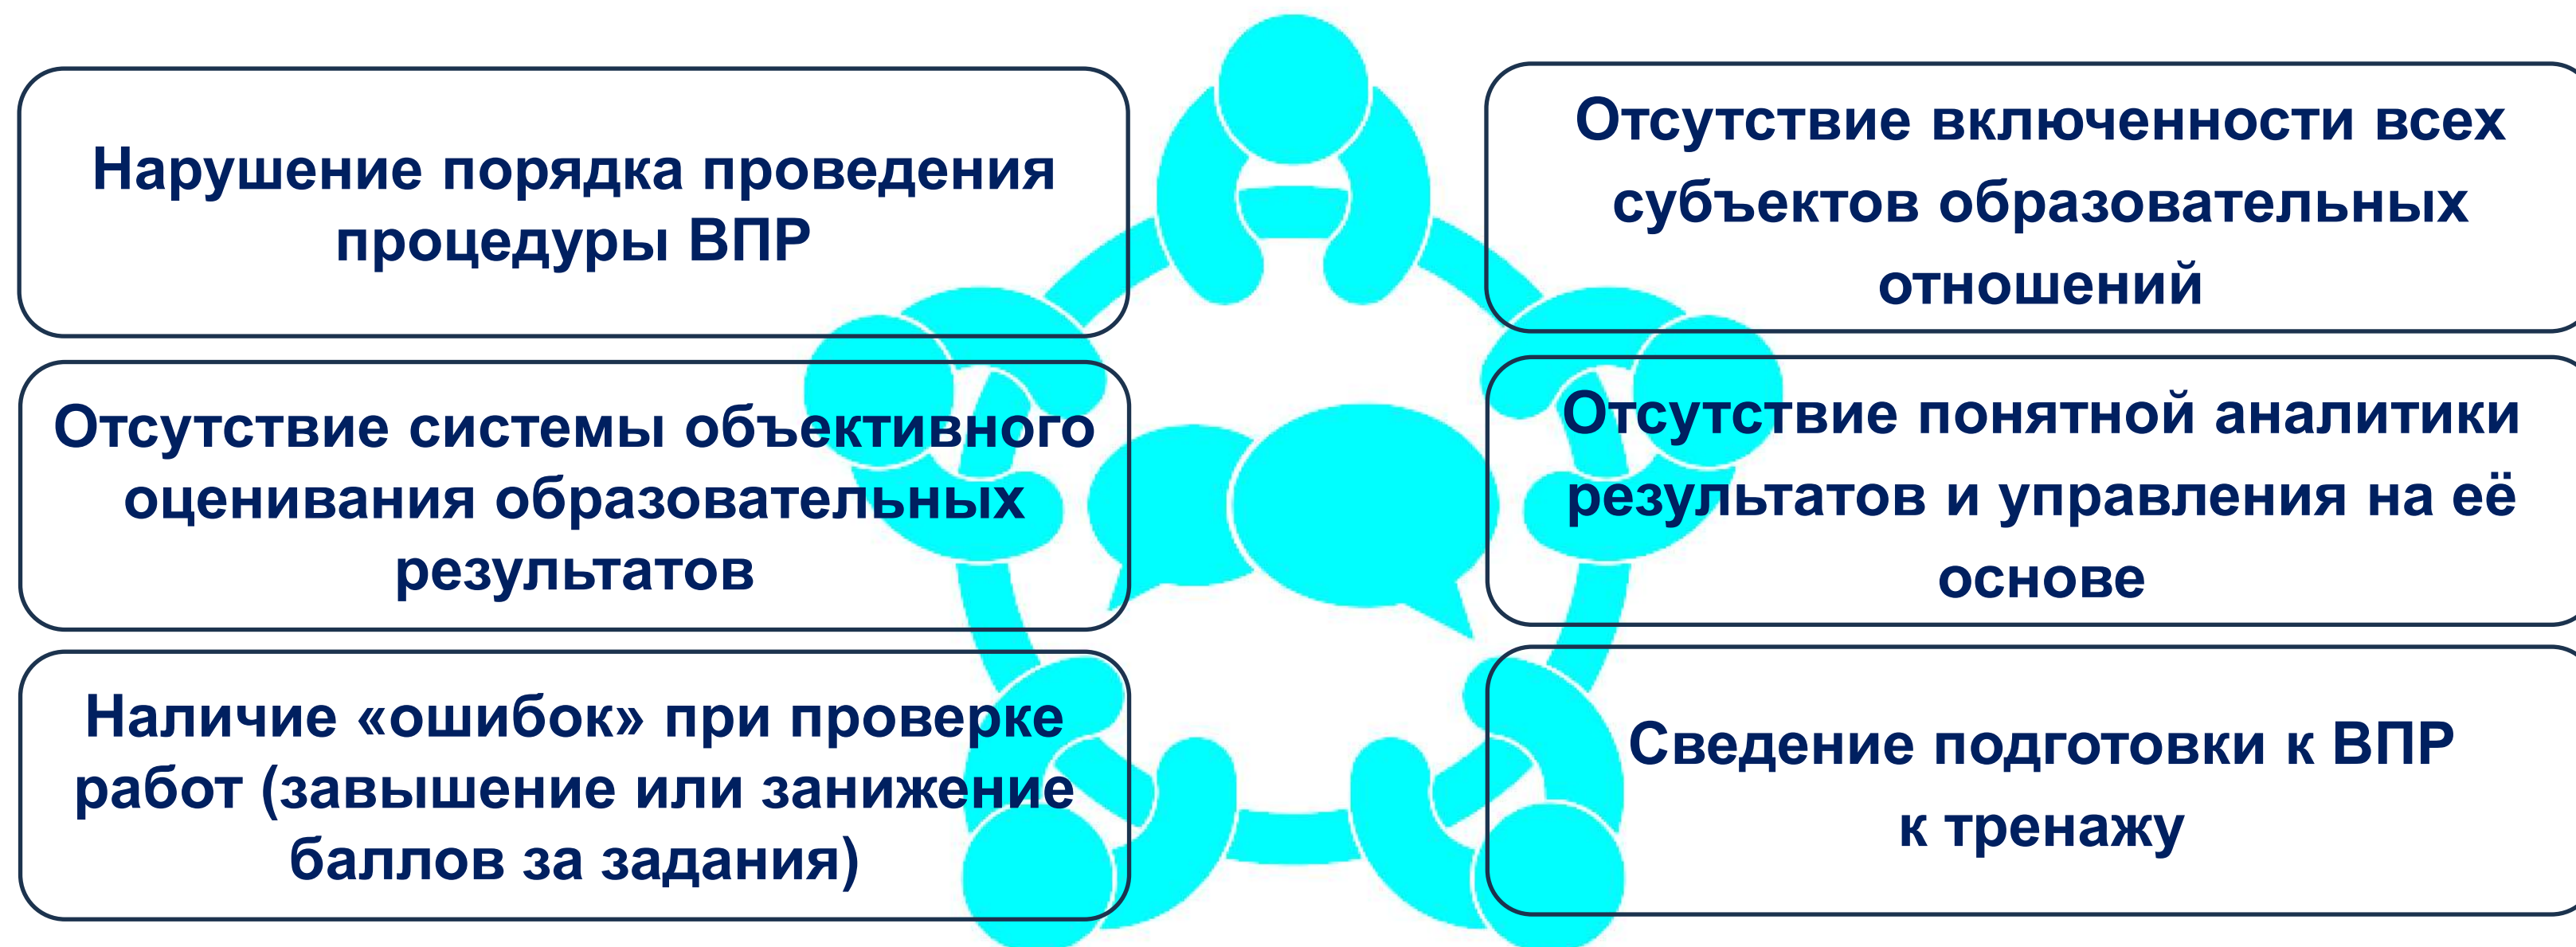 Нарушение порядка проведения
процедуры ВПР
Отсутствие системы объективного
оценивания образовательных
результатов
Наличие «ошибок» при проверке
работ (завышение или занижение
баллов за задания)
Отсутствие включенности всех
субъектов образовательных
отношений
Отсутствие понятной аналитики
результатов и управления на её
основе
Сведение подготовки к ВПР
к тренажу